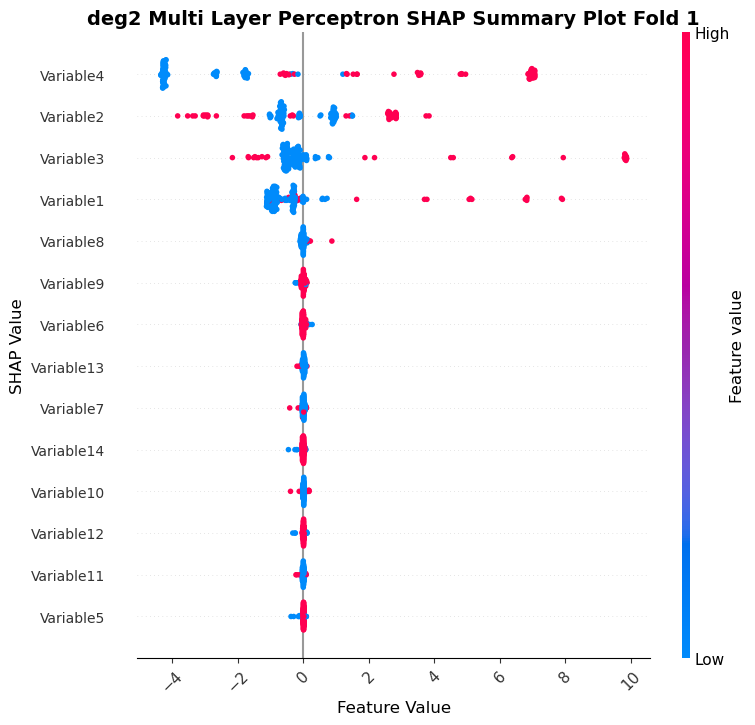 deg2 Multi Layer Perceptron SHAP Summary Plot Fold 1
High
Variable4
Variable2
Variable3
Variable1
Variable8
Variable9
Variable6
Variable13
Variable7
Variable14
Variable10
Variable12
Variable11
Variable5
SHAP Value
Feature value
Low
−4
−2
0
2
4
6
8
10
Feature Value